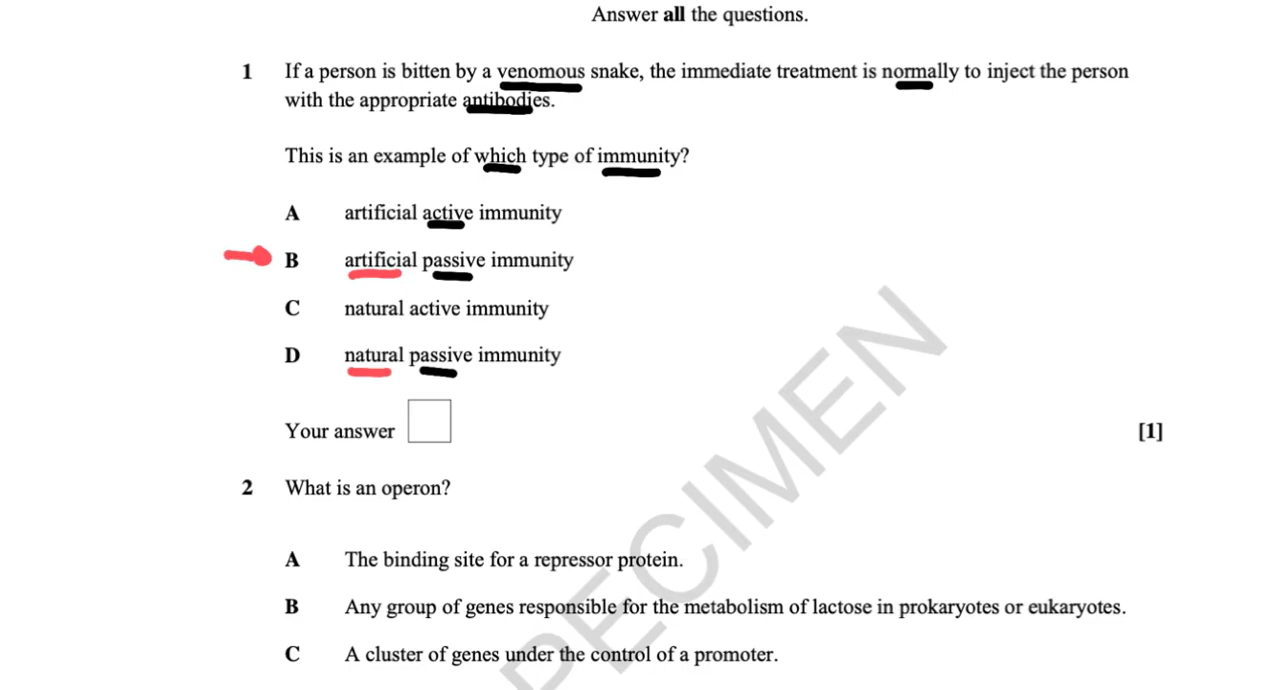 Answer all the questions.
1 If a person is bitten by a venomous snake, the immediate treatment is normally to inject the person
with the appropriate antibodies.
This is an example of which type of immunity?
A artificial active immunity
B artificial passive immunity
C natural active immunity
D natural passive immunity
Your answer [1]
2 What is an operon?
A The binding site for a repressor protein.
B Any group of genes responsible for the metabolism of lactose in prokaryotes or eukaryotes.
C A cluster of genes under the control of a promoter.
PECIMEN